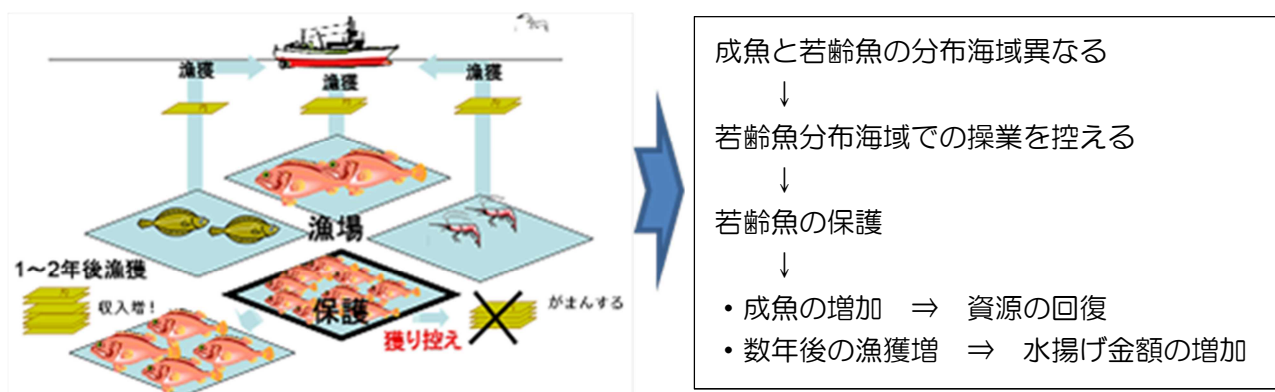 漁獲
漁獲
漁獲
漁場
1~2年後漁獲
収入増!
保護
獲り控え
がまんする
成魚と若齢魚の分布海域異なる
↓
若齢魚分布海域での操業を控える
↓
若齢魚の保護
↓
・成魚の増加 ⇒ 資源の回復
・数年後の漁獲増 ⇒ 水揚げ金額の増加